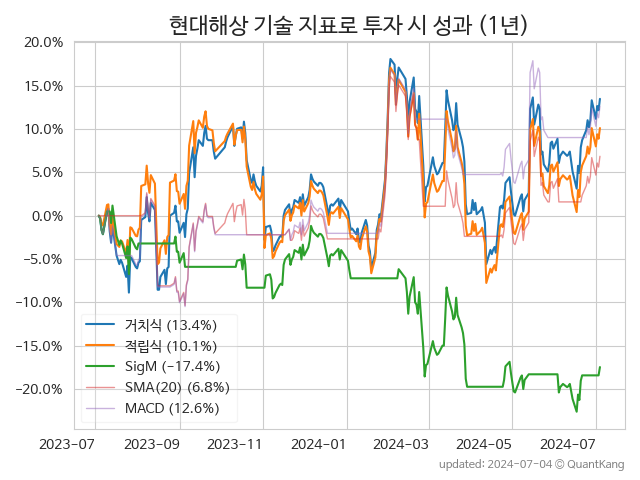 현대해상 기술 지표로 투자 시 성과 (1년)
20.0%
15.0%
10.0%
5.0%
0.0%
−5.0%
−10.0%
−15.0%
−20.0%
거치식 (13.4%)
적립식 (10.1%)
SigM (−17.4%)
SMA(20) (6.8%)
MACD (12.6%)
2023-07 2023-09 2023-11 2024-01 2024-03 2024-05 2024-07
updated: 2024-07-04 ⓒ QuantKang